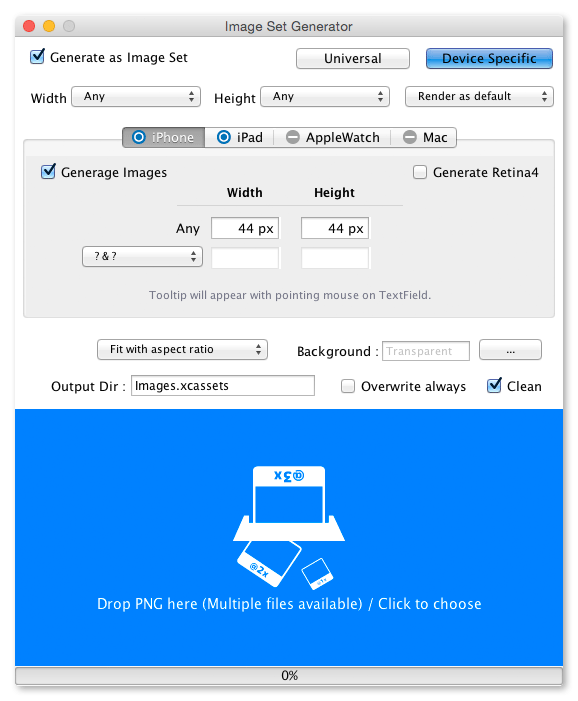 Image Set Generator
Generate as Image Set Universal Device Specific
Width Any Height Any Render as default
iPhone iPad AppleWatch Mac
Generage Images Generate Retina4
Width Height
Any 44 px 44 px
? & ?
Tooltip will appear with pointing mouse on TextField.
Fit with aspect ratio Background : Transparent ...
Output Dir : Images.xcassets Overwrite always Clean
@3x
@2x
Drop PNG here (Multiple files available) / Click to choose
0%